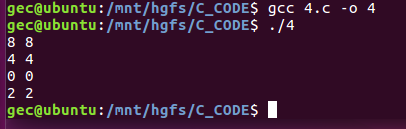 gec@ubuntu:/mnt/hgfs/C_CODE$ gcc 4.c -o 4
gec@ubuntu:/mnt/hgfs/C_CODE$ ./4
8 8
4 4
0 0
2 2
gec@ubuntu:/mnt/hgfs/C_CODE$